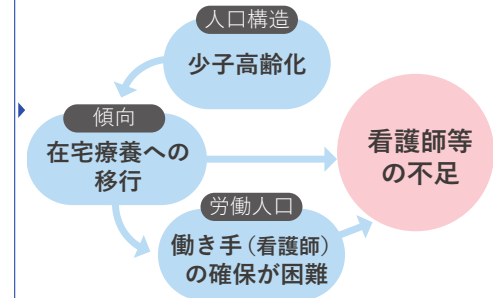 人口構造
少子高齢化
傾向
在宅療養への
移行
労働人口
働き手（看護師）
の確保が困難
看護師等
の不足